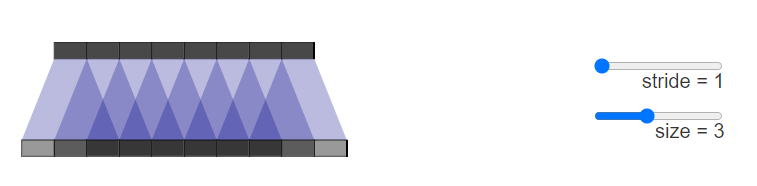 stride = 1
size = 3